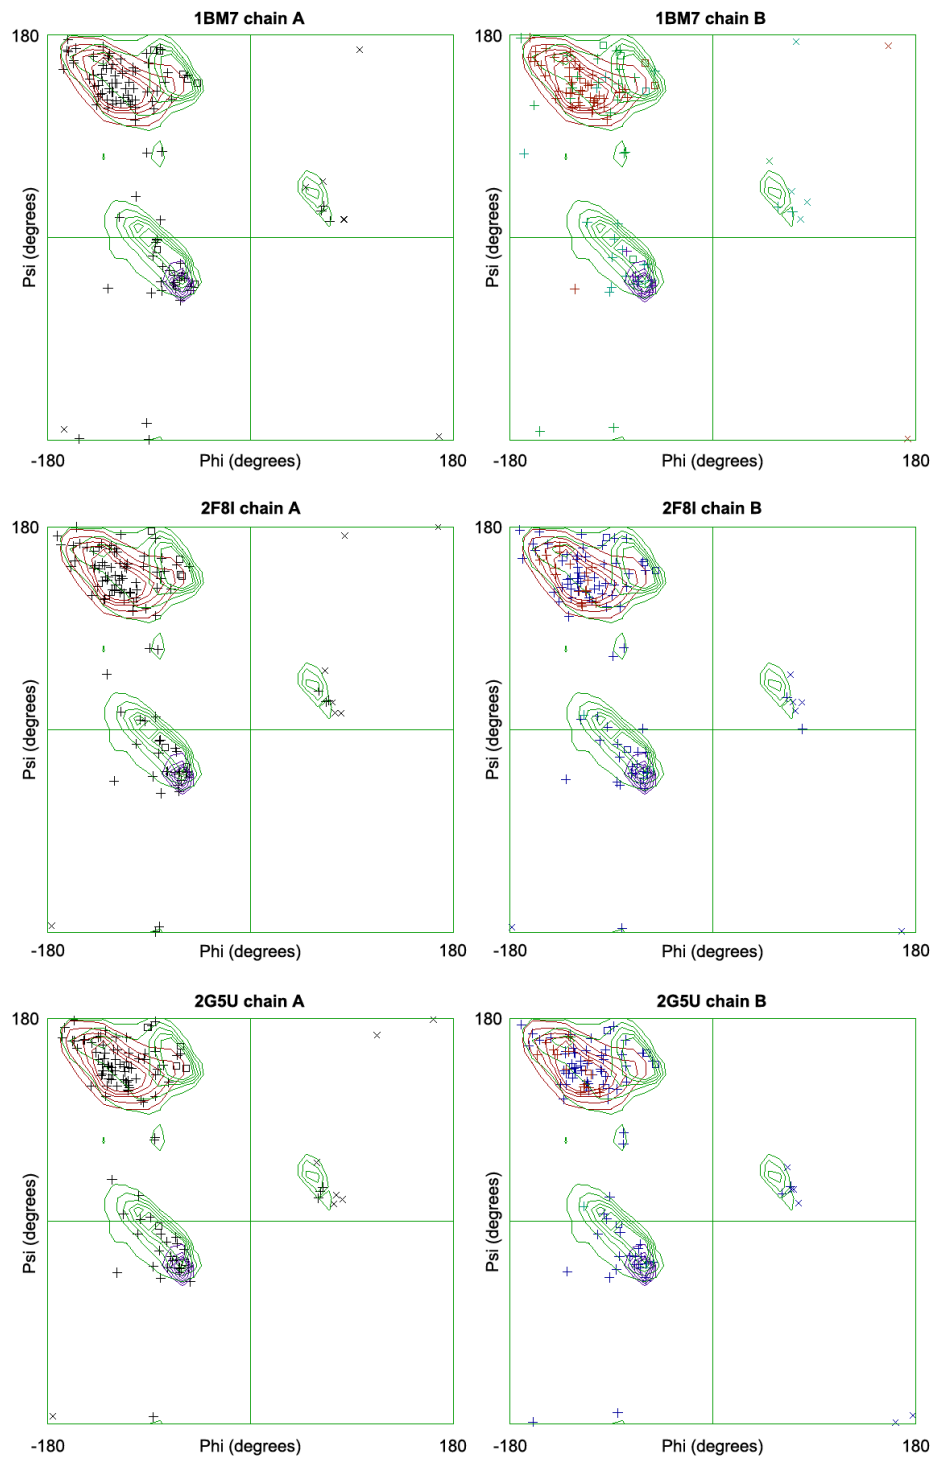 1BM7 chain A
180
Psi (degrees)
-180
Phi (degrees)
180
1BM7 chain B
180
Psi (degrees)
-180
Phi (degrees)
180
2F8I chain A
180
Psi (degrees)
-180
Phi (degrees)
180
2F8I chain B
180
Psi (degrees)
-180
Phi (degrees)
180
2G5U chain A
180
Psi (degrees)
-180
Phi (degrees)
180
2G5U chain B
180
Psi (degrees)
-180
Phi (degrees)
180